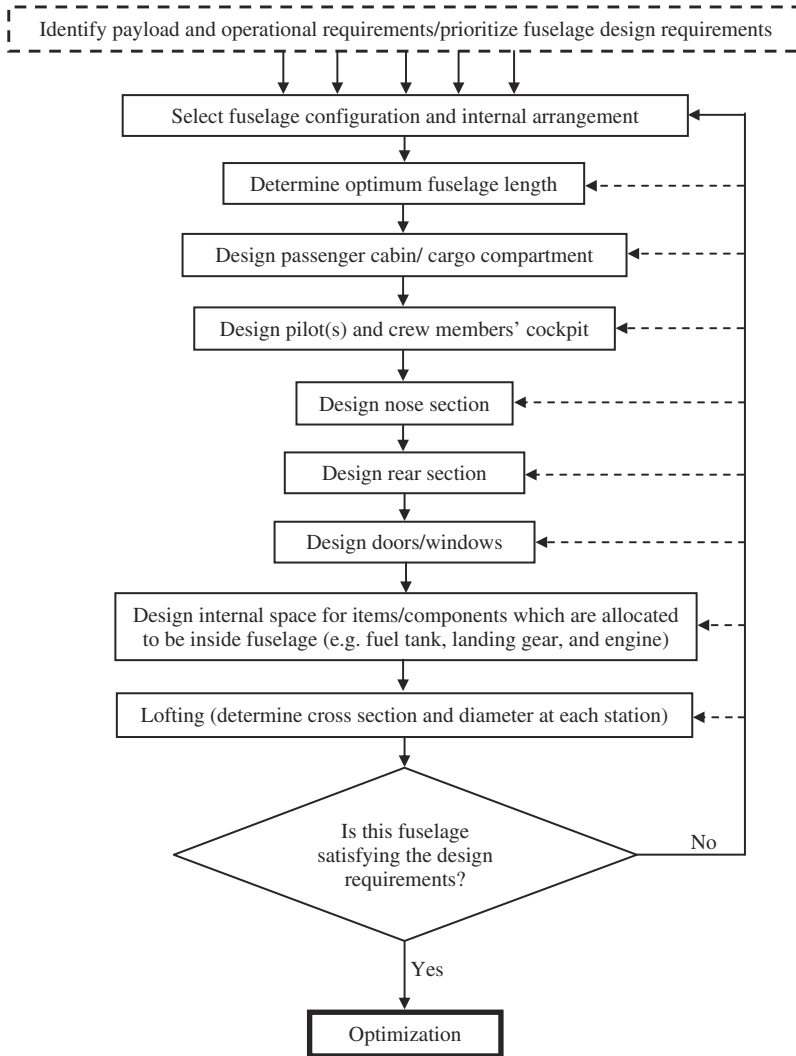 Identify payload and operational requirements/prioritize fuselage design requirements
Select fuselage configuration and internal arrangement
Determine optimum fuselage length
Design passenger cabin/ cargo compartment
Design pilot(s) and crew members’ cockpit
Design nose section
Design rear section
Design doors/windows
Design internal space for items/components which are allocated
to be inside fuselage (e.g. fuel tank, landing gear, and engine)
Lofting (determine cross section and diameter at each station)
Is this fuselage
satisfying the design
requirements?
No
Yes
Optimization